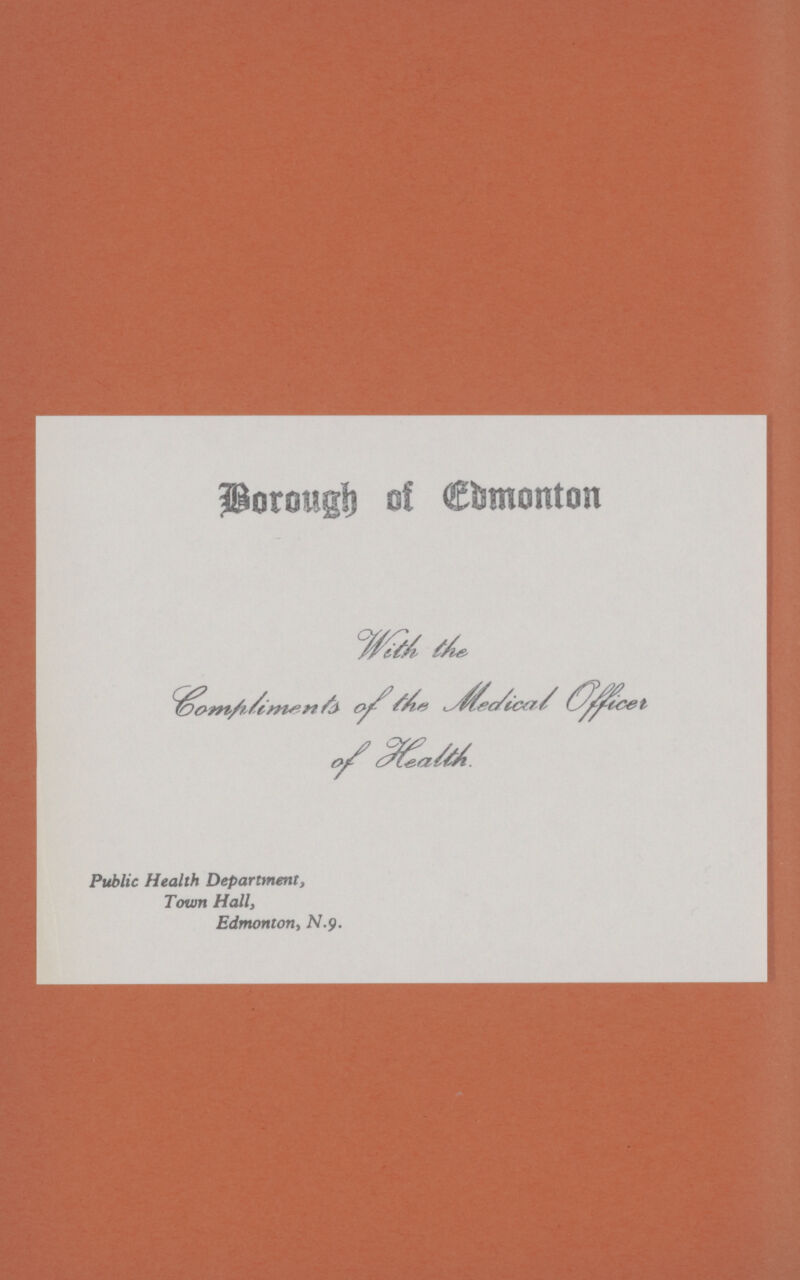 Borough of Edmonton
With the
Compliments of the Medical Officer
of Health.
Public Health Department,
Town Hall,
Edmonton, N.9.